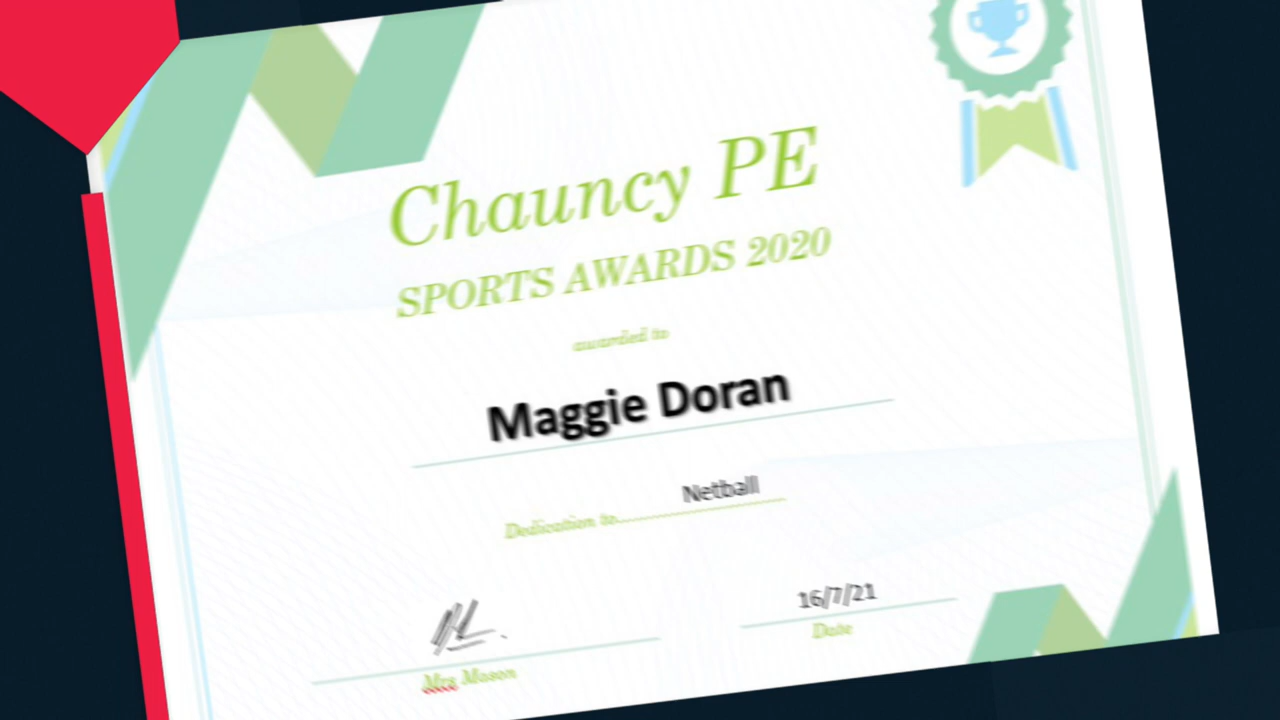 Chauncy PE
SPORTS AWARDS 2020
awarded to
Maggie Doran
Netball
Dedication to
16/7/21
Date
Mrs Mason